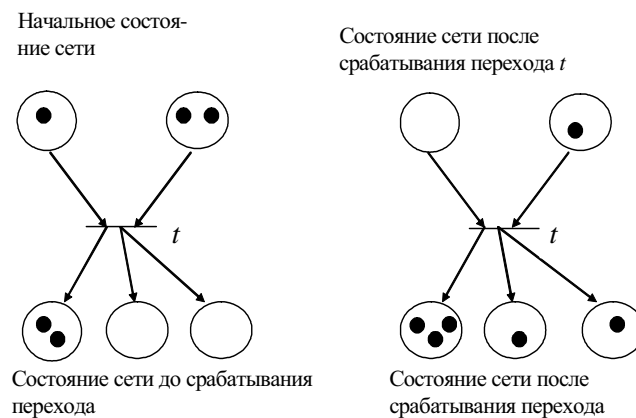 Начальное состоя-
ние сети
Состояние сети после
срабатывания перехода t
t
t
Состояние сети до срабатывания
перехода
Состояние сети после
срабатывания перехода